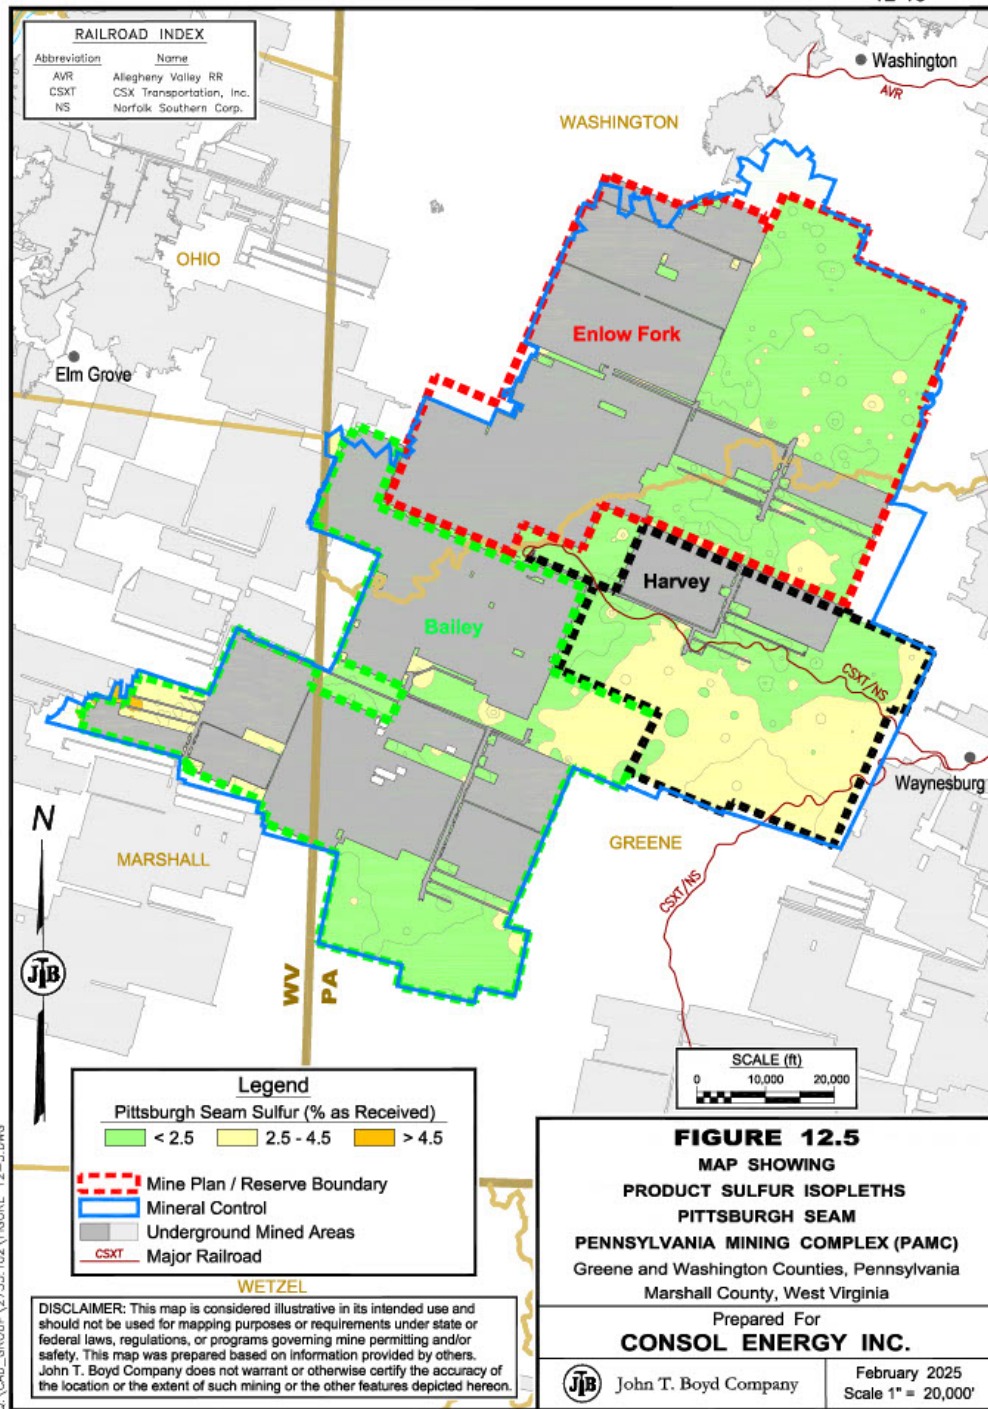 RAILROAD INDEX
Abbreviation Name
AVR Allegheny Valley RR
CSXT CSX Transportation, Inc.
NS Norfolk Southern Corp.
Washington
AVR
WASHINGTON
OHIO
Enlow Fork
Elm Grove
Harvey
Bailey
CSXT/NS
Waynesburg
N
MARSHALL
GREENE
CSXT/NS
JTB
WV
PA
SCALE (ft)
0 10,000 20,000
Legend
Pittsburgh Seam Sulfur (% as Received)
< 2.5 2.5 - 4.5 > 4.5
Mine Plan / Reserve Boundary
Mineral Control
Underground Mined Areas
CSXT Major Railroad
WETZEL
DISCLAIMER: This map is considered illustrative in its intended use and
should not be used for mapping purposes or requirements under state or
federal laws, regulations, or programs governing mine permitting and/or
safety. This map was prepared based on information provided by others.
John T. Boyd Company does not warrant or otherwise certify the accuracy of
the location or the extent of such mining or the other features depicted hereon.
FIGURE 12.5
MAP SHOWING
PRODUCT SULFUR ISOPLETHS
PITTSBURGH SEAM
PENNSYLVANIA MINING COMPLEX (PAMC)
Greene and Washington Counties, Pennsylvania
Marshall County, West Virginia
Prepared For
CONSOL ENERGY INC.
JTB John T. Boyd Company
February 2025
Scale 1" = 20,000'